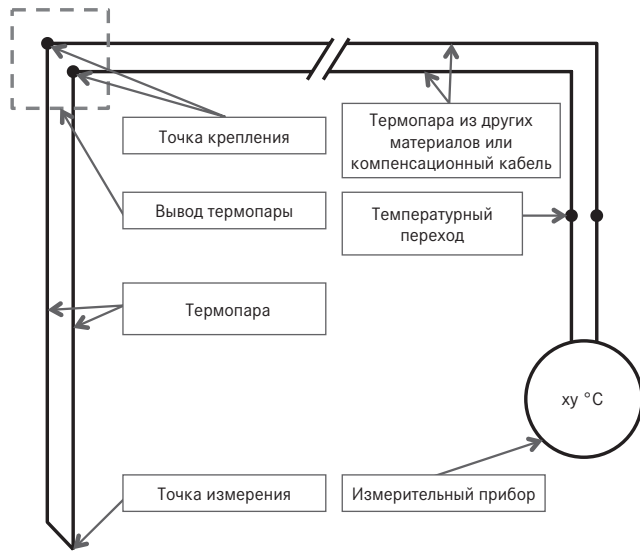 Точка крепления
Термопара из других
материалов или
компенсационный кабель
Вывод термопары
Температурный
переход
Термопара
xy °C
Точка измерения
Измерительный прибор